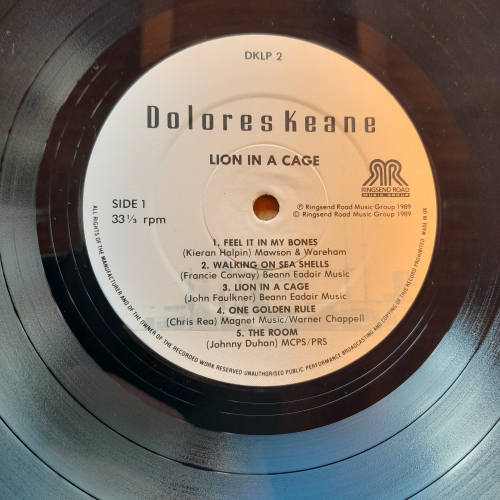 DKLP 2
Dolores Keane
LION IN A CAGE
RINGSEND ROAD
MUSIC GROUP
SIDE 1
33 1/3 rpm
Ⓟ Ringsend Road Music Group 1989
© Ringsend Road Music Group 1989
1. FEEL IT IN MY BONES
(Kieran Halpin) Mawson & Wareham
2. WALKING ON SEA SHELLS
(Francie Conway) Beann Eadair Music
3. LION IN A CAGE
(John Faulkner) Beann Eadair Music
4. ONE GOLDEN RULE
(Chris Rea) Magnet Music/Warner Chappell
5. THE ROOM
(Johnny Duhan) MCPS/PRS
ALL RIGHTS OF THE MANUFACTURER AND OF THE OWNER OF THE RECORDED WORK RESERVED UNAUTHORISED PUBLIC PERFORMANCE BROADCASTING AND COPYING OF THIS RECORD PROHIBITED MADE IN UK